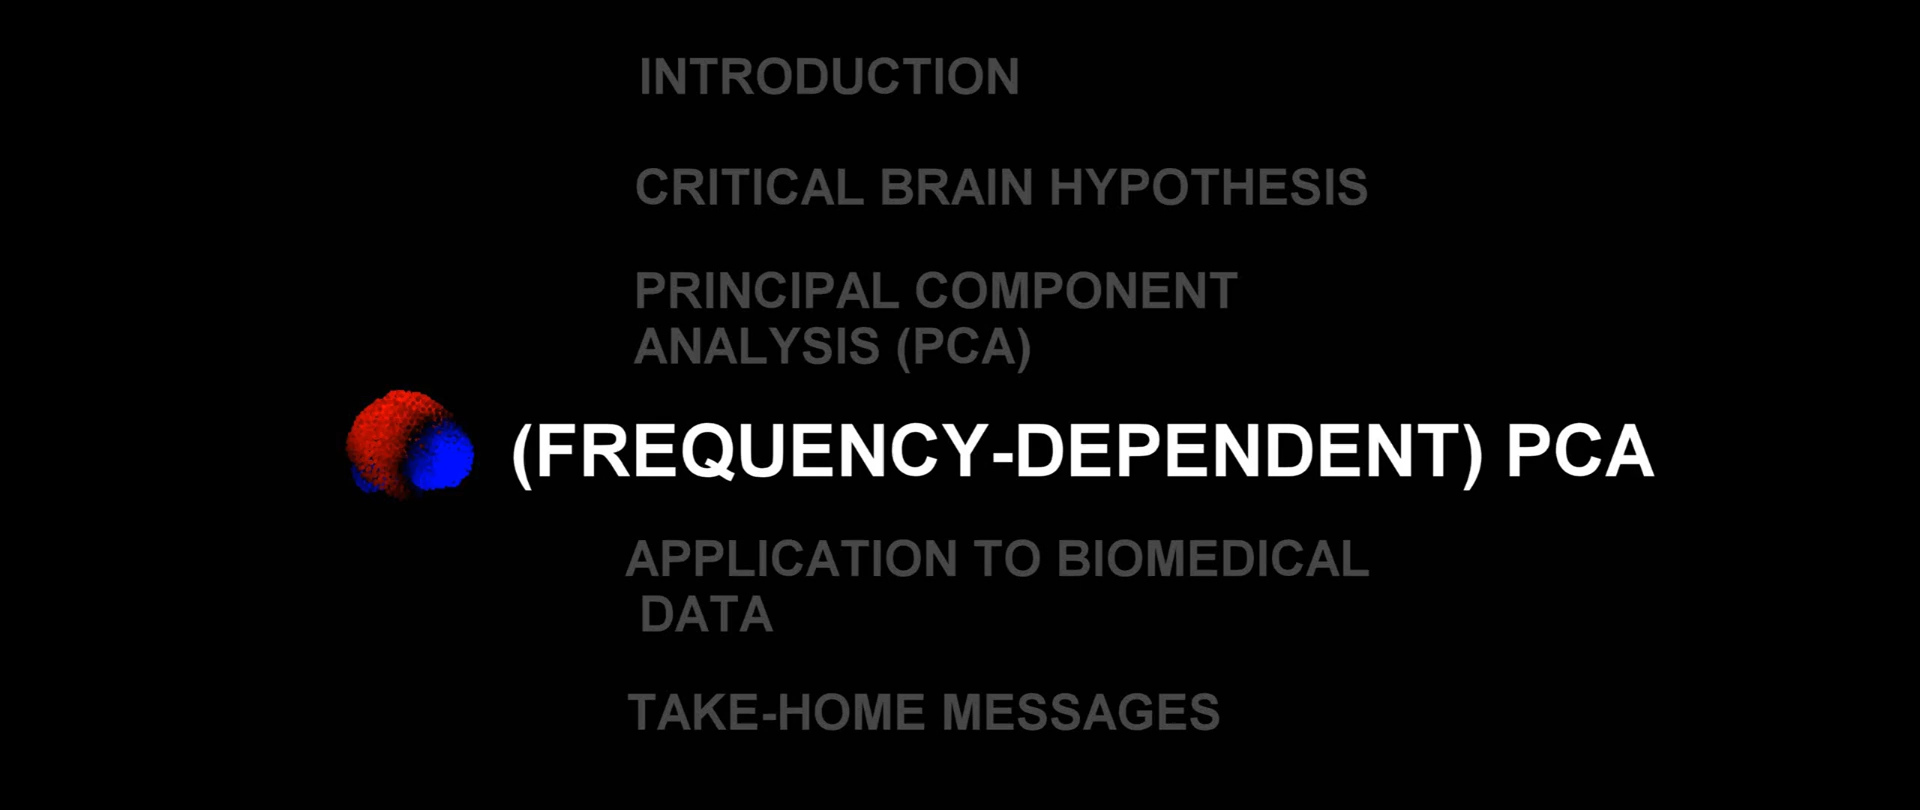 INTRODUCTION
CRITICAL BRAIN HYPOTHESIS
PRINCIPAL COMPONENT
ANALYSIS (PCA)
(FREQUENCY-DEPENDENT) PCA
APPLICATION TO BIOMEDICAL
DATA
TAKE-HOME MESSAGES